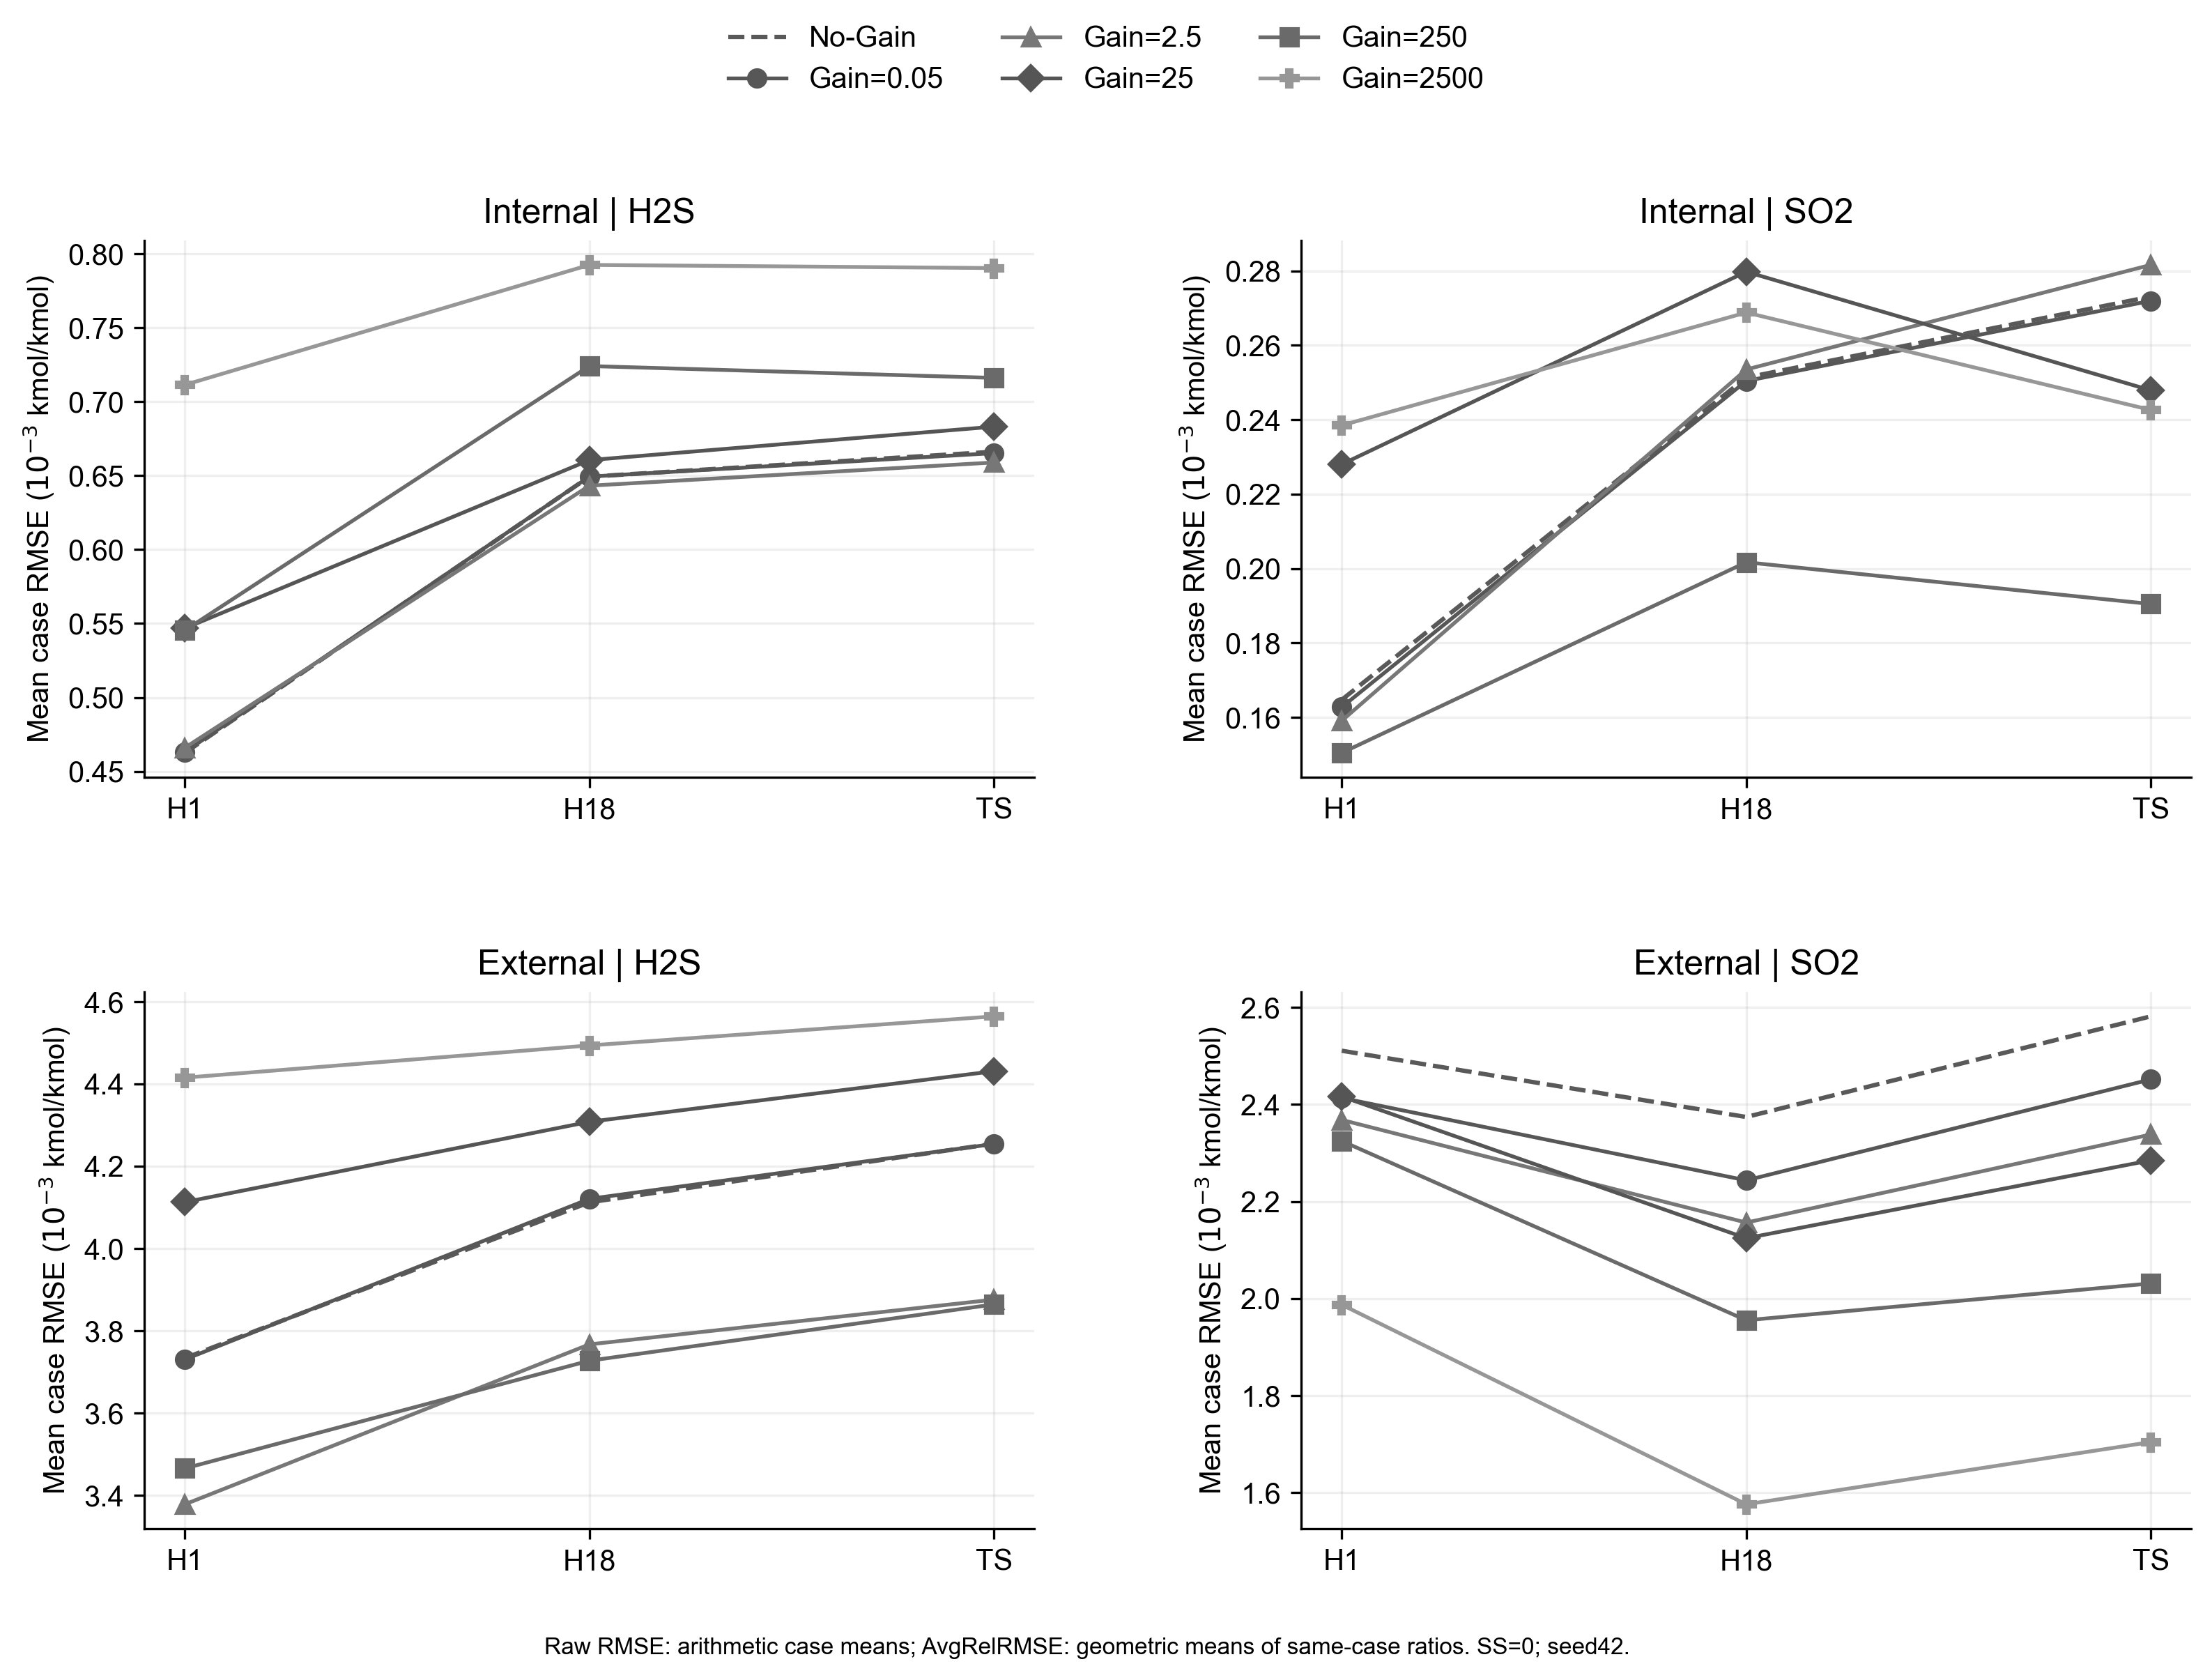 No-Gain
Gain=0.05
Gain=2.5
Gain=25
Gain=250
Gain=2500
Internal | H2S
Mean case RMSE (10⁻³ kmol/kmol)
0.80
0.75
0.70
0.65
0.60
0.55
0.50
0.45
H1 H18 TS
Internal | SO2
Mean case RMSE (10⁻³ kmol/kmol)
0.28
0.26
0.24
0.22
0.20
0.18
0.16
H1 H18 TS
External | H2S
Mean case RMSE (10⁻³ kmol/kmol)
4.6
4.4
4.2
4.0
3.8
3.6
3.4
H1 H18 TS
External | SO2
Mean case RMSE (10⁻³ kmol/kmol)
2.6
2.4
2.2
2.0
1.8
1.6
H1 H18 TS
Raw RMSE: arithmetic case means; AvgRelRMSE: geometric means of same-case ratios. SS=0; seed42.